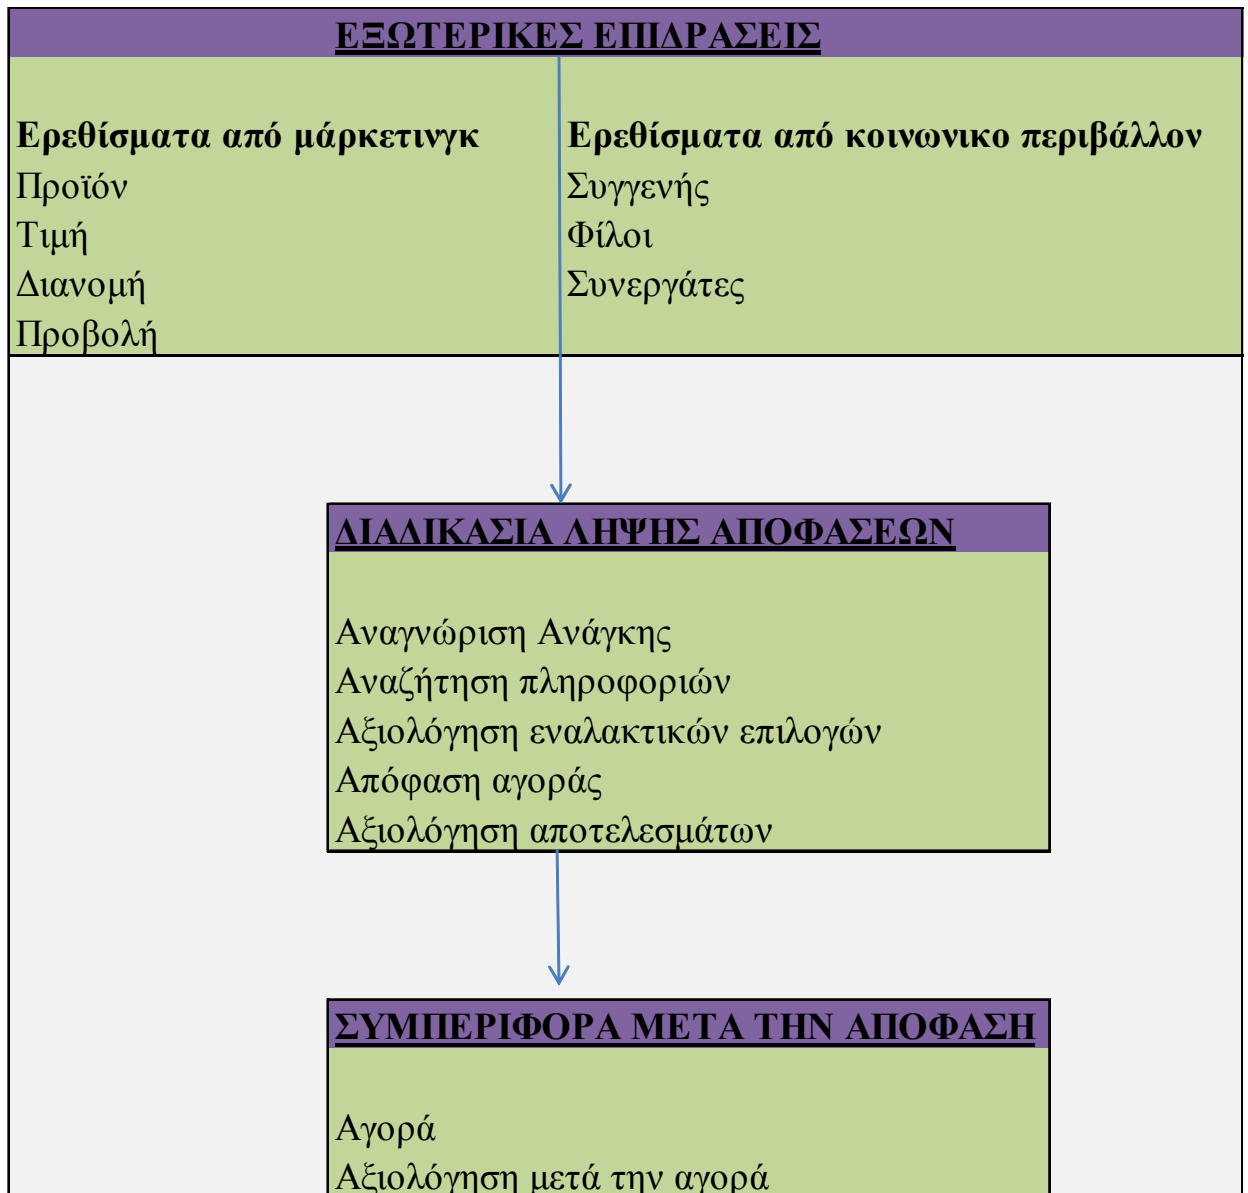 ΕΞΩΤΕΡΙΚΕΣ ΕΠΙΔΡΑΣΕΙΣ
Ερεθίσματα από μάρκετινγκ
Προϊόν
Τιμή
Διανομή
Προβολή
Ερεθίσματα από κοινωνικο περιβάλλον
Συγγενής
Φίλοι
Συνεργάτες
ΔΙΑΔΙΚΑΣΙΑ ΛΗΨΗΣ ΑΠΟΦΑΣΕΩΝ
Αναγνώριση Ανάγκης
Αναζήτηση πληροφοριών
Αξιολόγηση εναλακτικών επιλογών
Απόφαση αγοράς
Αξιολόγηση αποτελεσμάτων
ΣΥΜΠΕΡΙΦΟΡΑ ΜΕΤΑ ΤΗΝ ΑΠΟΦΑΣΗ
Αγορά
Αξιολόγηση μετά την αγορά